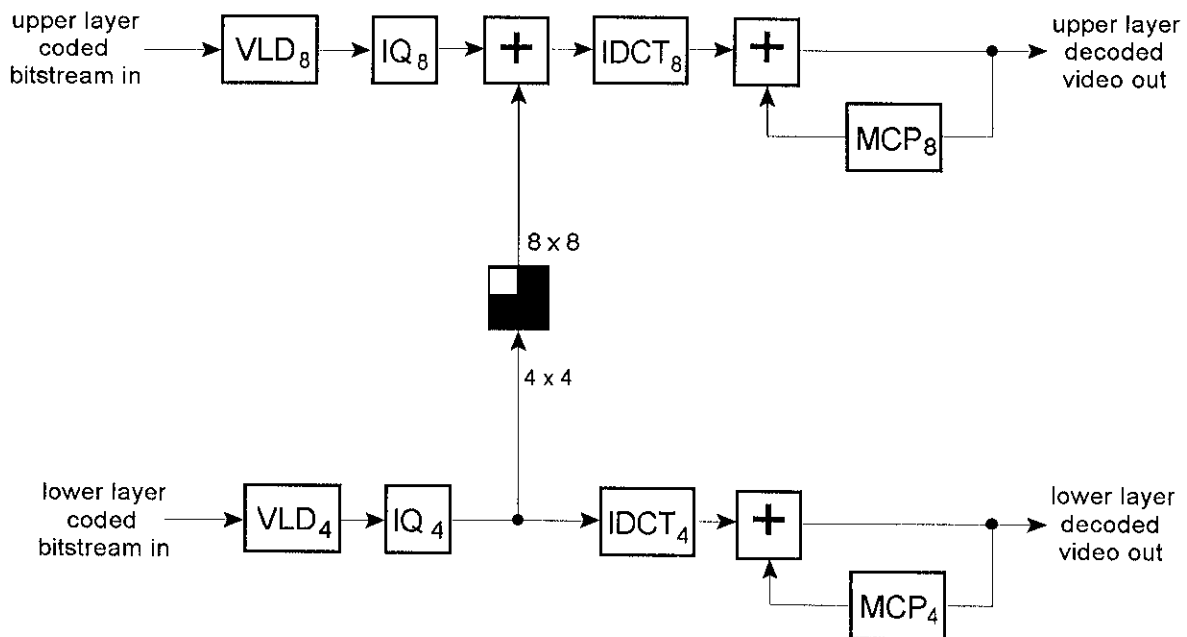 upper layer
coded
bitstream in
VLD8
IQ8
+
IDCT8
+
upper layer
decoded
video out
MCP8
8 x 8
4 x 4
lower layer
coded
bitstream in
VLD4
IQ4
IDCT4
+
lower layer
decoded
video out
MCP4